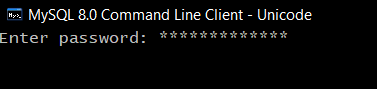 MySQL 8.0 Command Line Client - Unicode
Enter password: *************